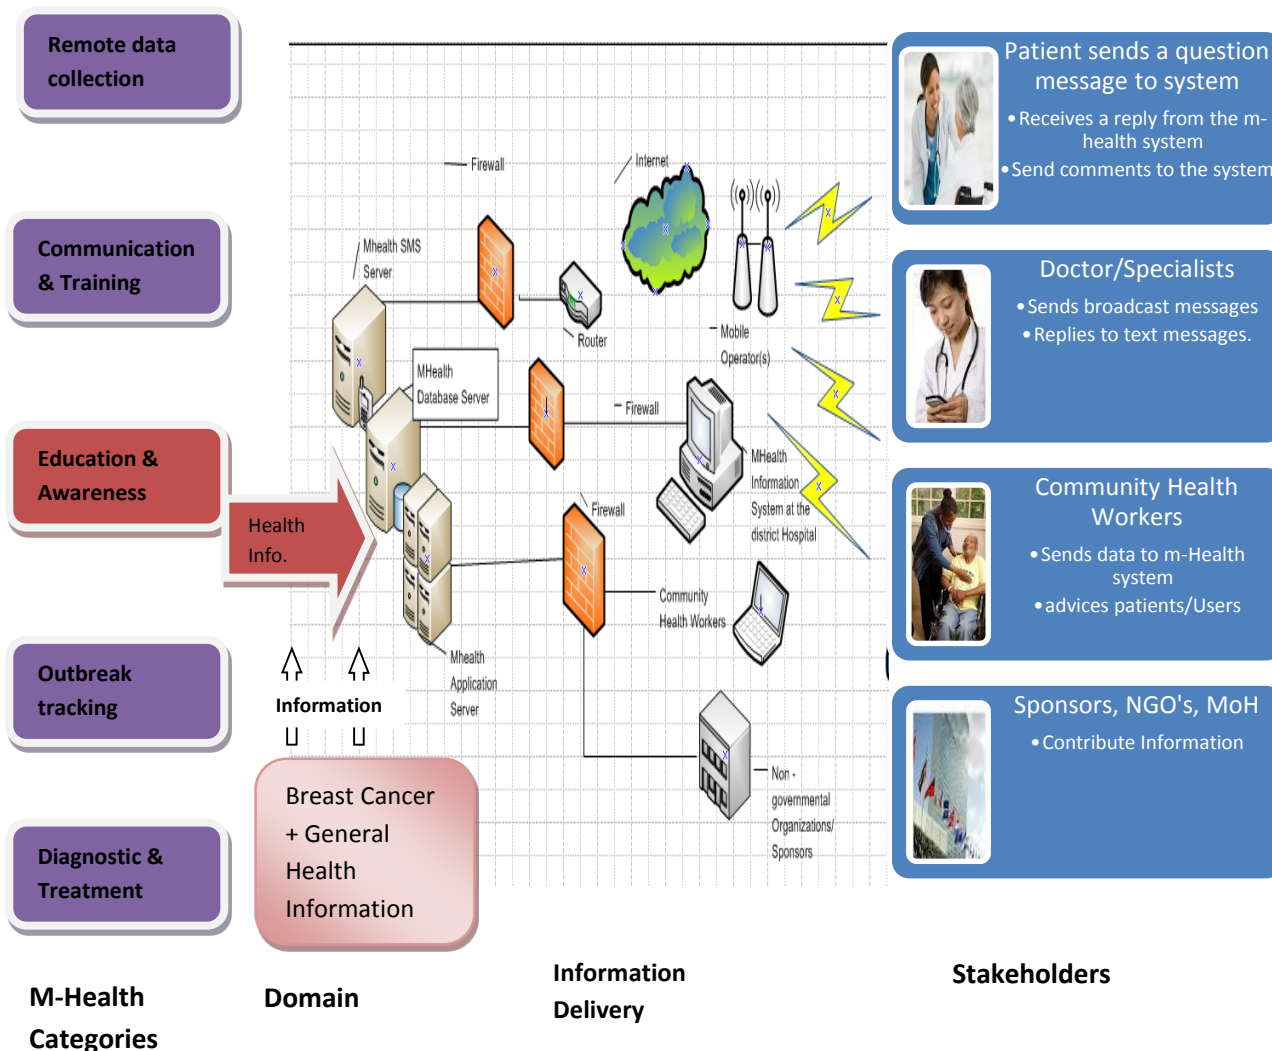 Remote data
collection
Communication
& Training
Education &
Awareness
Outbreak
tracking
Diagnostic &
Treatment
M-Health
Categories
Health
Info.
Information
Breast Cancer
+ General
Health
Information
Domain
Firewall
Internet
Mhealth SMS
Server
Router
Mobile
Operator(s)
MHealth
Database Server
Firewall
MHealth
Information
System at the
district Hospital
Firewall
Community
Health Workers
Mhealth
Application
Server
Non -
governmental
Organizations/
Sponsors
Information
Delivery
Patient sends a question
message to system
•Receives a reply from the m-
health system
•Send comments to the system
Doctor/Specialists
•Sends broadcast messages
•Replies to text messages.
Community Health
Workers
•Sends data to m-Health
system
•advices patients/Users
Sponsors, NGO's, MoH
•Contribute Information
Stakeholders